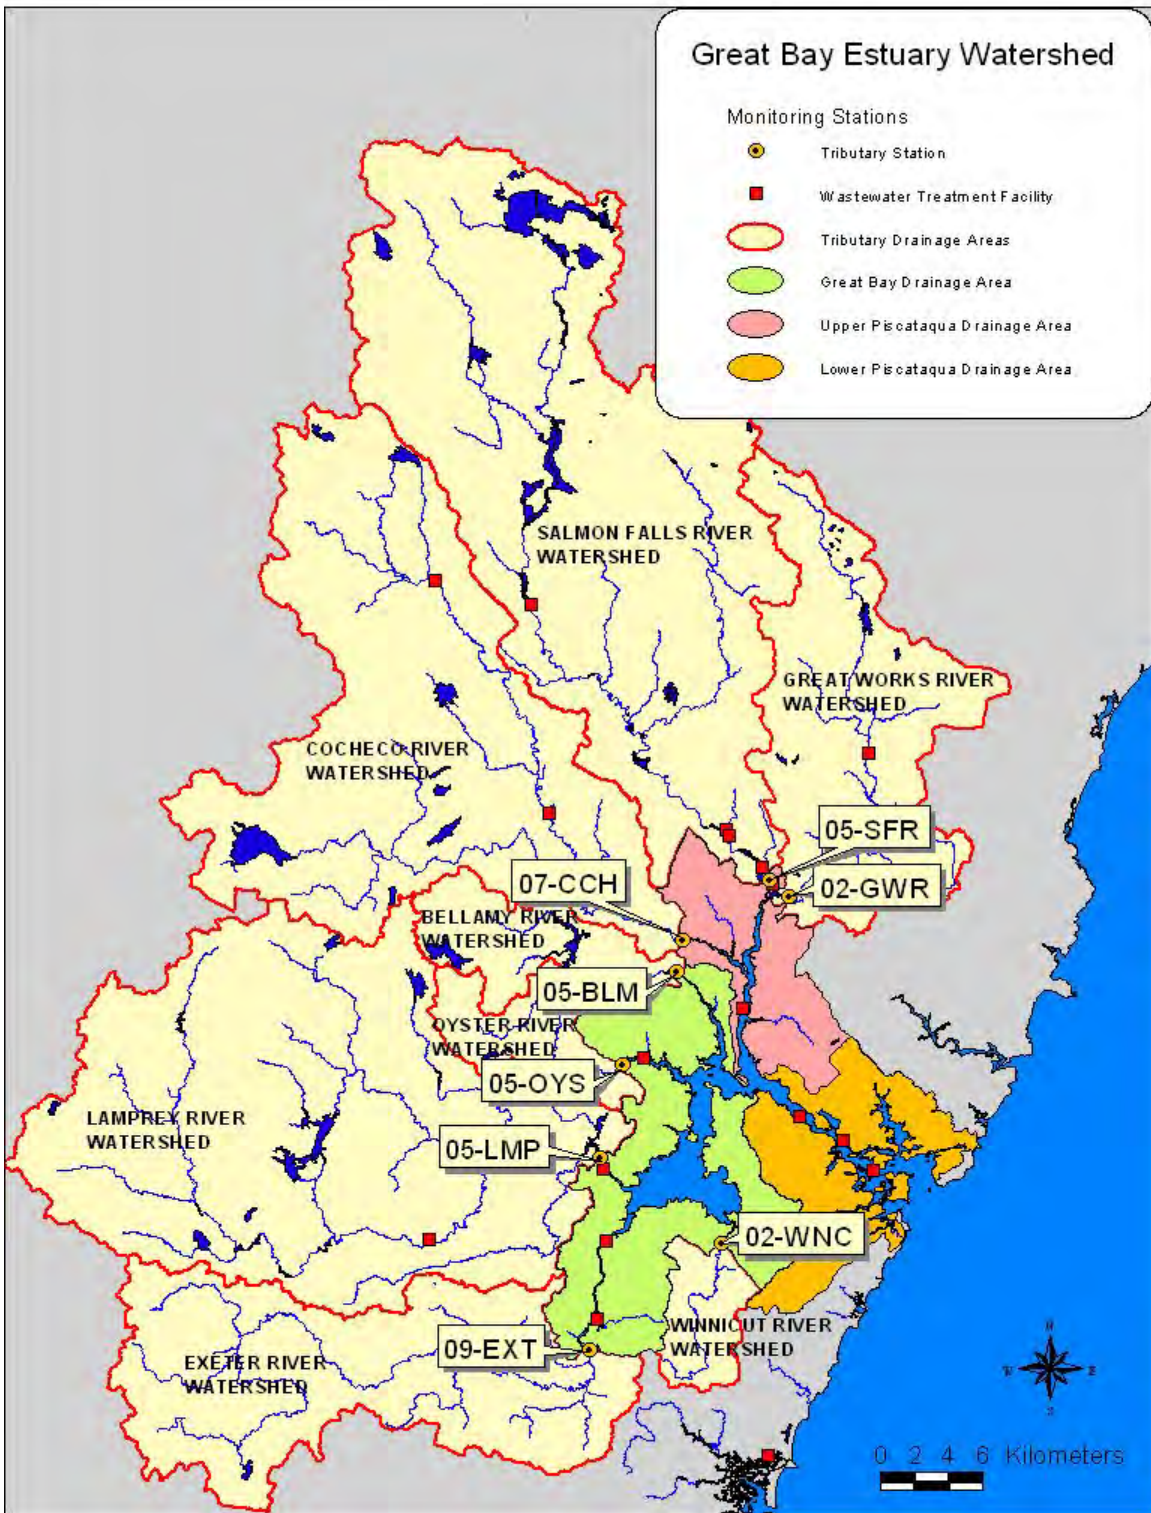 Great Bay Estuary Watershed
Monitoring Stations
Tributary Station
Wastewater Treatment Facility
Tributary Drainage Areas
Great Bay Drainage Area
Upper Piscataqua Drainage Area
Lower Piscataqua Drainage Area
SALMON FALLS RIVER
WATERSHED
GREAT WORKS RIVER
WATERSHED
COCHECO RIVER
WATERSHED
05-SFR
07-CCH
02-GWR
BELLAMY RIVER
WATERSHED
05-BLM
OYSTER RIVER
WATERSHED
05-OYS
LAMPREY RIVER
WATERSHED
05-LMP
02-WNC
WINNICUT RIVER
WATERSHED
09-EXT
EXETER RIVER
WATERSHED
N
W E
S
0 2 4 6 Kilometers